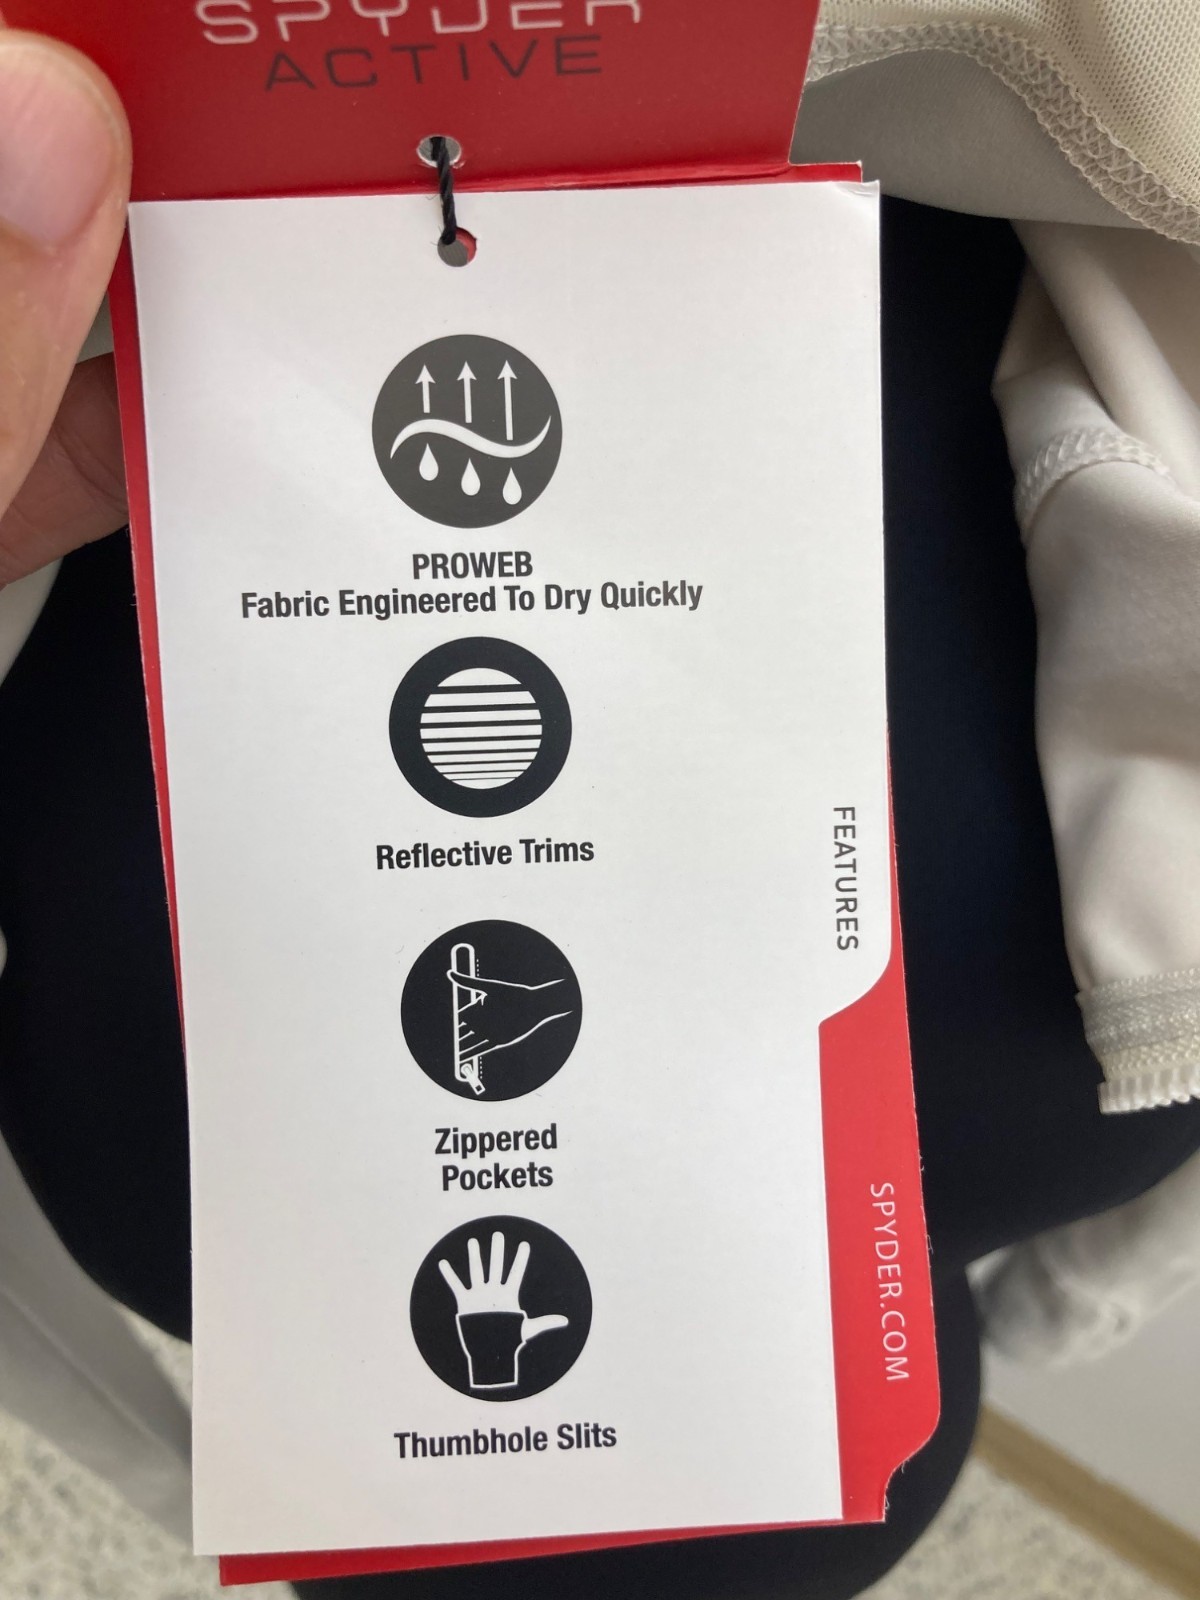 SPYDER
ACTIVE
PROWEB
Fabric Engineered To Dry Quickly
Reflective Trims
FEATURES
Zippered
Pockets
SPYDER.COM
Thumbhole Slits